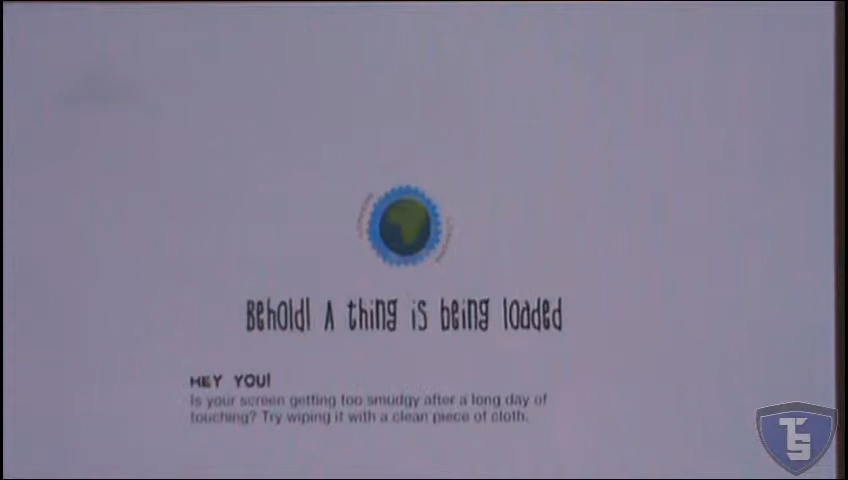 Behold! A thing is being loaded
HEY YOU!
Is your screen getting too smudgy after a long day of
touching? Try wiping it with a clean piece of cloth.
TS